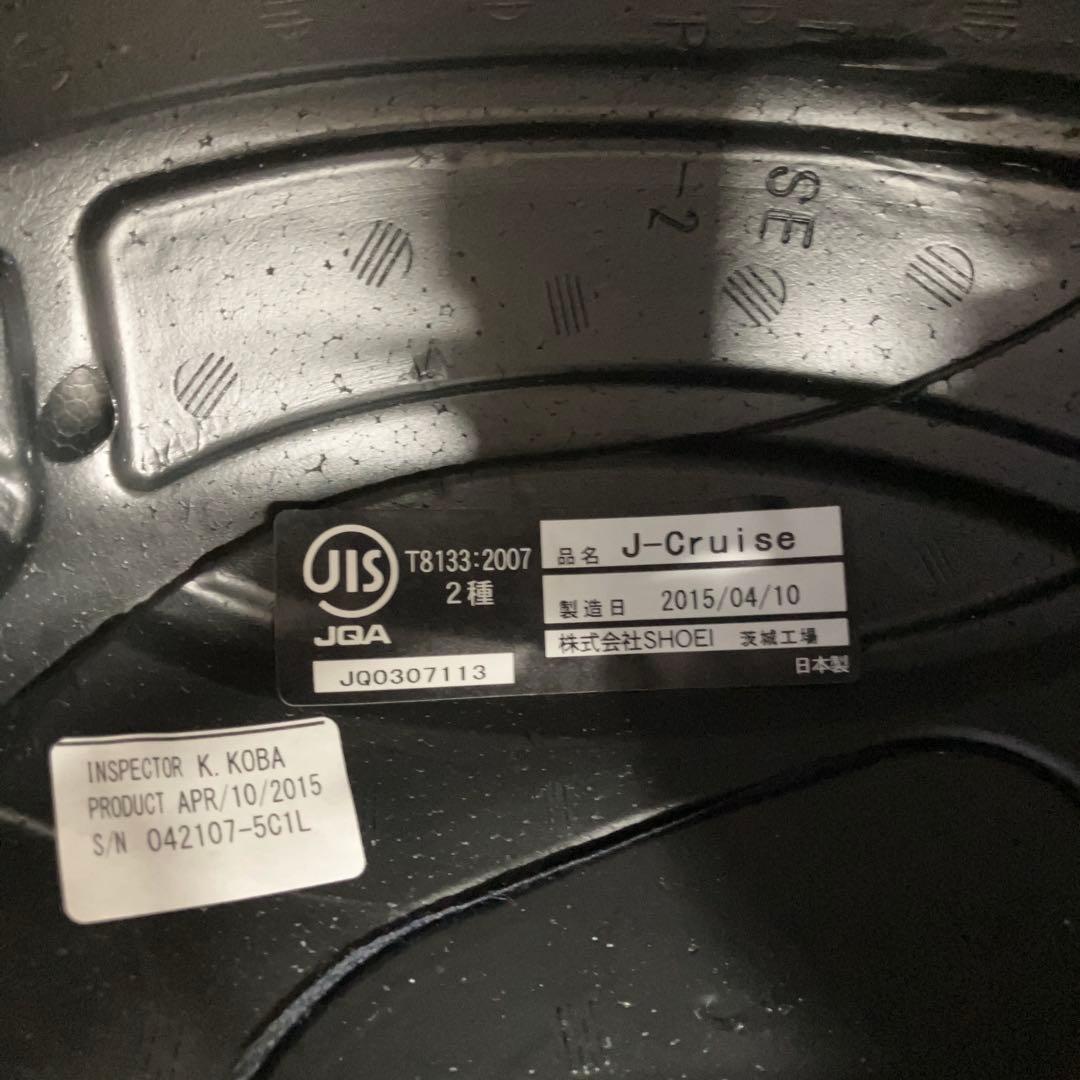 P
-2
SE
JIS
T8133:2007
2種
JQA
JQ0307113
品名 J-Cruise
製造日 2015/04/10
株式会社SHOEI 茨城工場
日本製
INSPECTOR K. KOBA
PRODUCT APR/10/2015
S/N 042107-5C1L